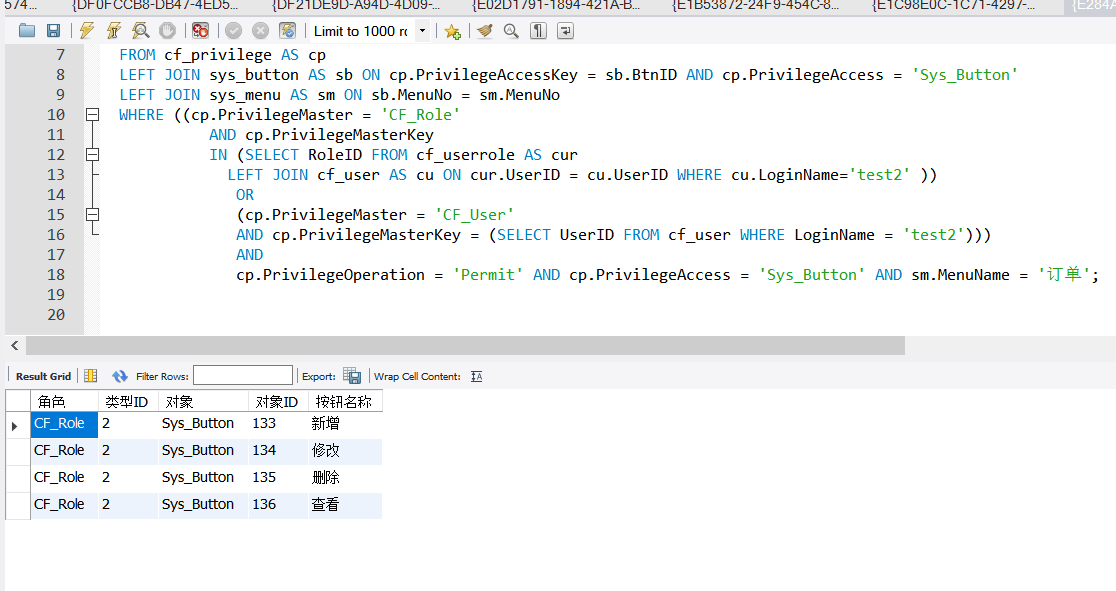 574... {DF0FCCB8-DB47-4ED5... {DF21DE9D-A94D-4D09-... {E02D1791-1894-421A-B... {E1B53872-24F9-454C-8... {E1C98E0C-1C71-4297-... {E284A
Limit to 1000 rc
7 FROM cf_privilege AS cp
8 LEFT JOIN sys_button AS sb ON cp.PrivilegeAccessKey = sb.BtnID AND cp.PrivilegeAccess = 'Sys_Button'
9 LEFT JOIN sys_menu AS sm ON sb.MenuNo = sm.MenuNo
10 WHERE ((cp.PrivilegeMaster = 'CF_Role'
11 AND cp.PrivilegeMasterKey
12 IN (SELECT RoleID FROM cf_userrole AS cur
13 LEFT JOIN cf_user AS cu ON cur.UserID = cu.UserID WHERE cu.LoginName='test2' ))
14 OR
15 (cp.PrivilegeMaster = 'CF_User'
16 AND cp.PrivilegeMasterKey = (SELECT UserID FROM cf_user WHERE LoginName = 'test2')))
17 AND
18 cp.PrivilegeOperation = 'Permit' AND cp.PrivilegeAccess = 'Sys_Button' AND sm.MenuName = '订单';
19
20
Result Grid Filter Rows: Export: Wrap Cell Content: IA
角色 类型ID 对象 对象ID 按钮名称
CF_Role 2 Sys_Button 133 新增
CF_Role 2 Sys_Button 134 修改
CF_Role 2 Sys_Button 135 删除
CF_Role 2 Sys_Button 136 查看